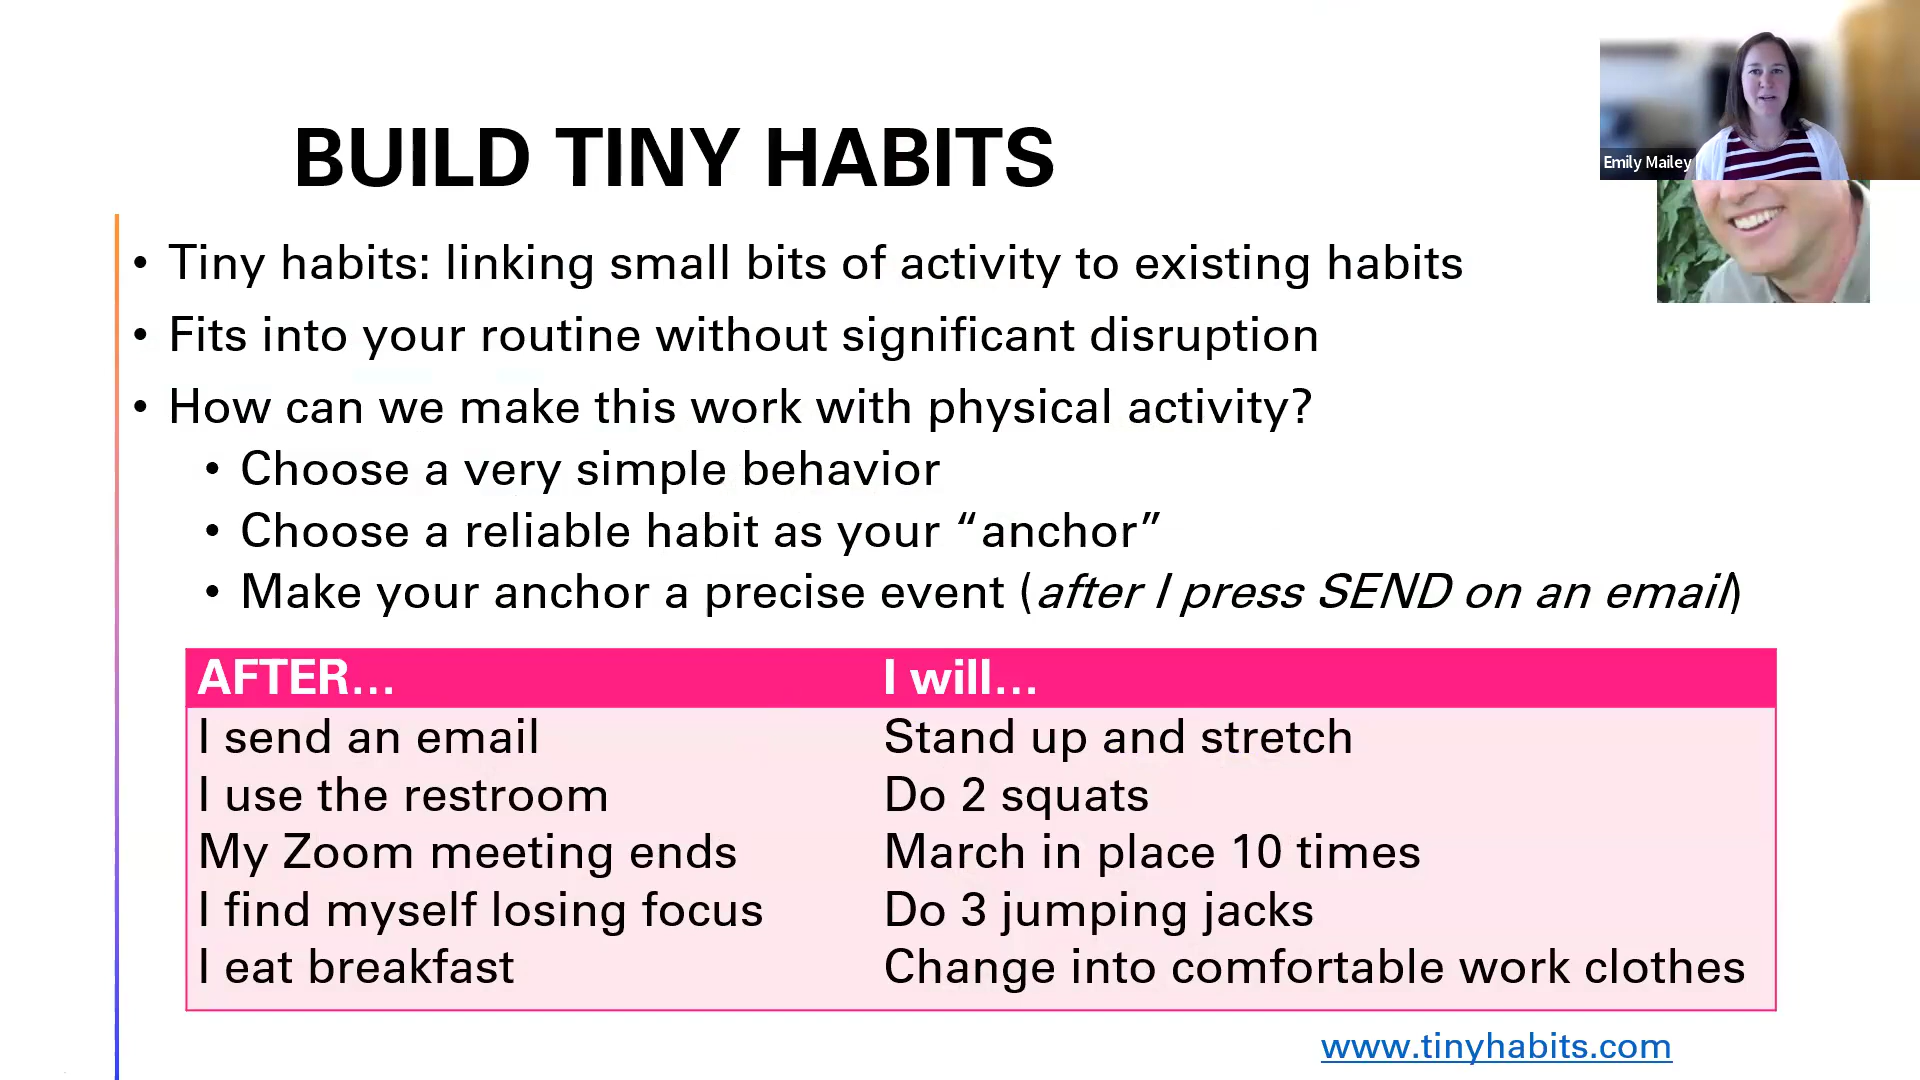 BUILD TINY HABITS
Emily Mailey
• Tiny habits: linking small bits of activity to existing habits
• Fits into your routine without significant disruption
• How can we make this work with physical activity?
• Choose a very simple behavior
• Choose a reliable habit as your “anchor”
• Make your anchor a precise event (after I press SEND on an email)
AFTER… I will…
I send an email Stand up and stretch
I use the restroom Do 2 squats
My Zoom meeting ends March in place 10 times
I find myself losing focus Do 3 jumping jacks
I eat breakfast Change into comfortable work clothes
www.tinyhabits.com